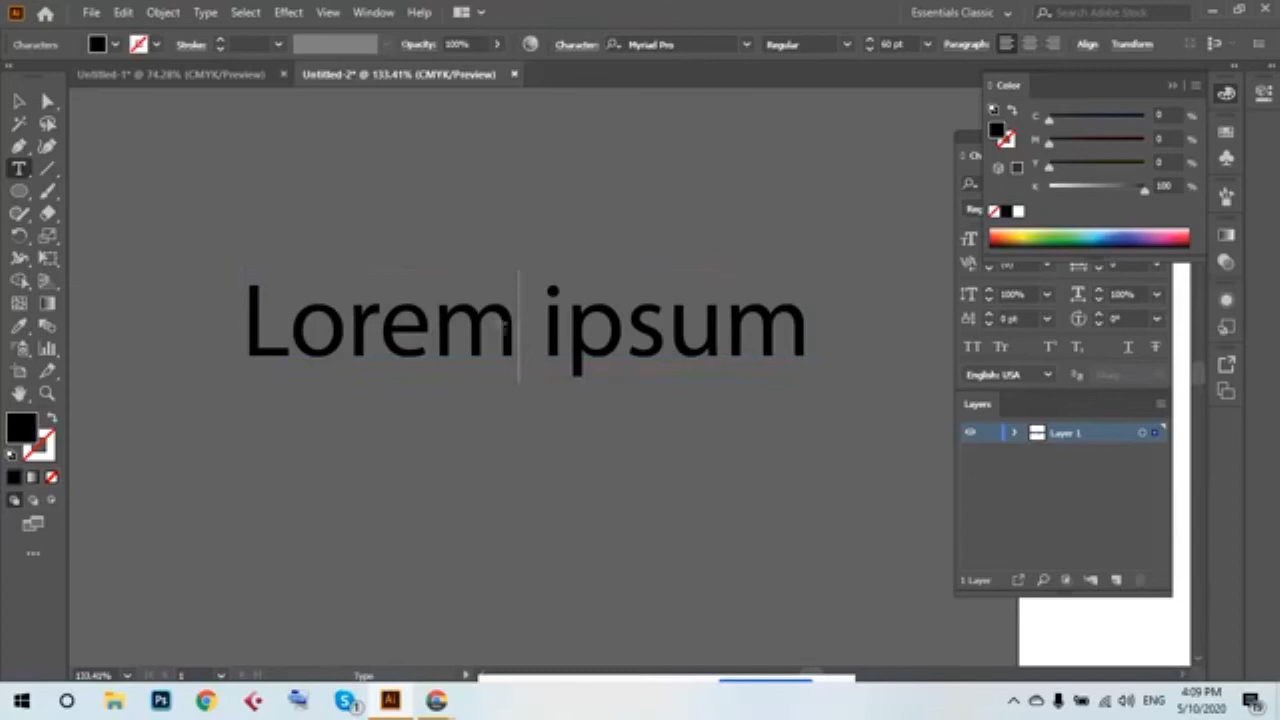 File Edit Object Type Select Effect View Window Help Essentials Classic Search Adobe Stock
Characters Stroke: Opacity: 100% Character: Myriad Pro Regular 60 pt Paragraph: Align Transform
Untitled-1* @ 74.28% (CMYK/Preview) Untitled-2* @ 133.41% (CMYK/Preview)
Color
C 0 %
M 0 %
Y 0 %
K 100 %
Ch
Reg
100% 100%
0 pt 0°
English: USA
Lorem ipsum
Layers
Layer 1
1 Layer
133.41% 1 Type
ENG
4:09 PM
5/10/2020